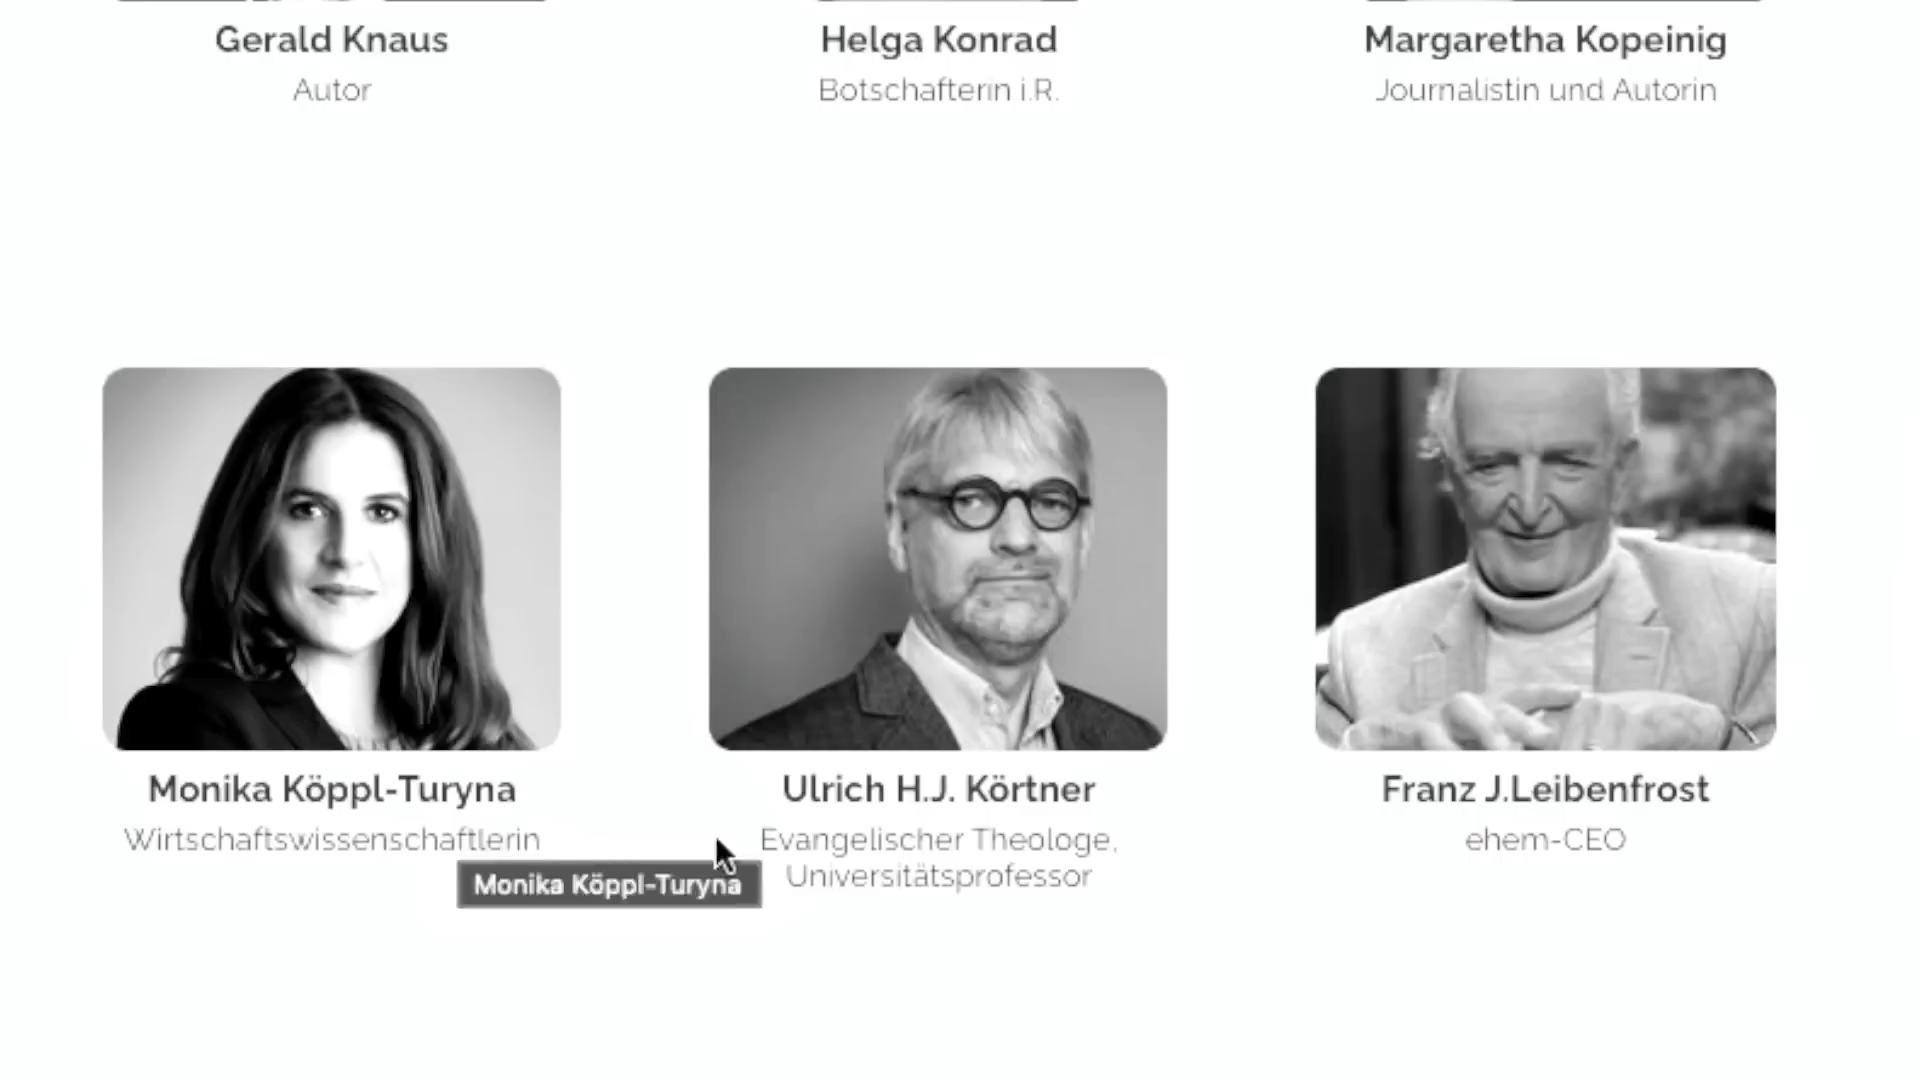 Gerald Knaus
Helga Konrad
Margaretha Kopeinig
Autor
Botschafterin i.R.
Journalistin und Autorin
Monika Köppl-Turyna
Ulrich H.J. Körtner
Franz J.Leibenfrost
Wirtschaftswissenschaftlerin
Evangelischer Theologe,
Universitätsprofessor
ehem-CEO
Monika Köppl-Turyna